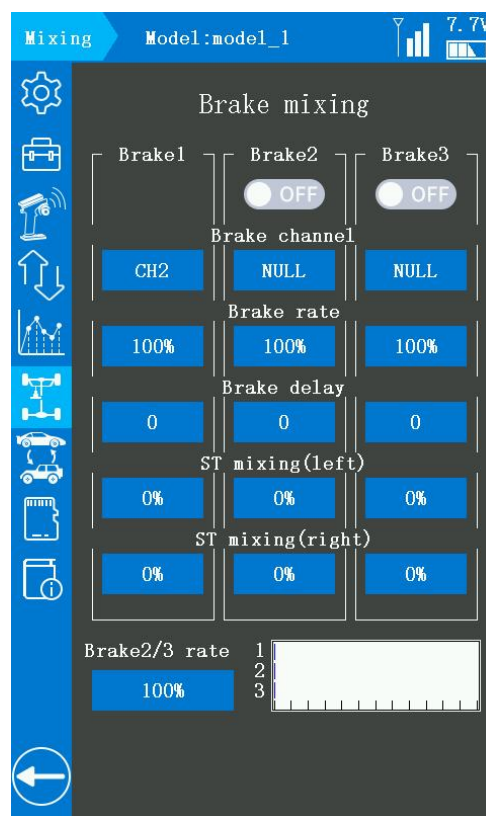 Mixing Model:model_1 7.7V
Brake mixing
Brake1 Brake2 Brake3
OFF OFF
Brake channel
CH2 NULL NULL
Brake rate
100% 100% 100%
Brake delay
0 0 0
ST mixing(left)
0% 0% 0%
ST mixing(right)
0% 0% 0%
Brake2/3 rate 1
2
100% 3